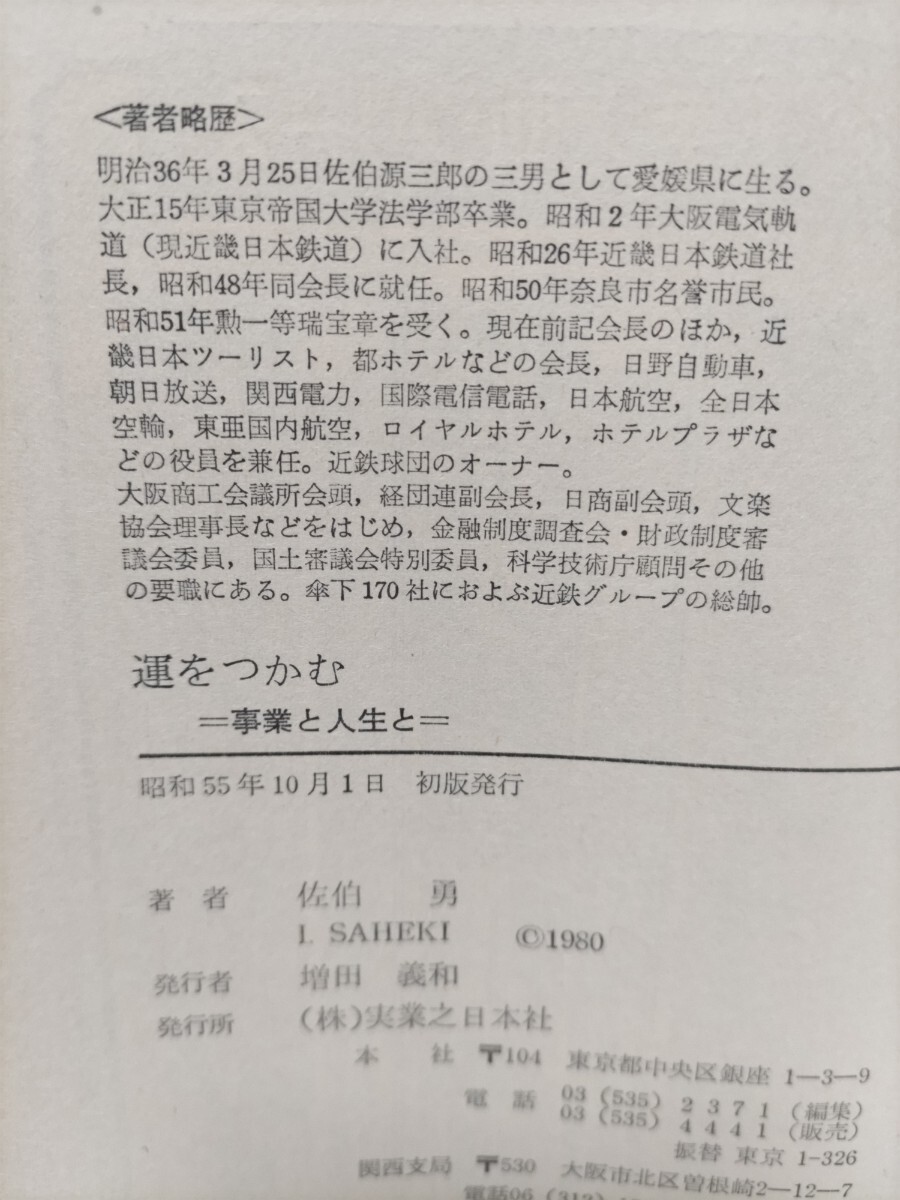 ＜著者略歴＞
明治36年３月25日佐伯源三郎の三男として愛媛県に生る。
大正15年東京帝国大学法学部卒業。昭和２年大阪電気軌
道（現近畿日本鉄道）に入社。昭和26年近畿日本鉄道社
長，昭和48年同会長に就任。昭和50年奈良市名誉市民。
昭和51年勲一等瑞宝章を受く。現在前記会長のほか，近
畿日本ツーリスト，都ホテルなどの会長，日野自動車，
朝日放送，関西電力，国際電信電話，日本航空，全日本
空輸，東亜国内航空，ロイヤルホテル，ホテルプラザな
どの役員を兼任。近鉄球団のオーナー。
大阪商工会議所会頭，経団連副会長，日商副会頭，文楽
協会理事長などをはじめ，金融制度調査会・財政制度審
議会委員，国土審議会特別委員，科学技術庁顧問その他
の要職にある。傘下170社におよぶ近鉄グループの総帥。
運をつかむ
＝事業と人生と＝
昭和55年10月1日　初版発行
著　者　佐伯　勇
I. SAHEKI　©1980
発行者　増田　義和
発行所　（株）実業之日本社
本　社　〒104　東京都中央区銀座 1―3―9
電　話　03 (535) 2 3 7 1（編集）
03 (535) 4 4 4 1（販売）
振替 東京 1-326
関西支局　〒530　大阪市北区曽根崎2―12―7
電話06 (312)